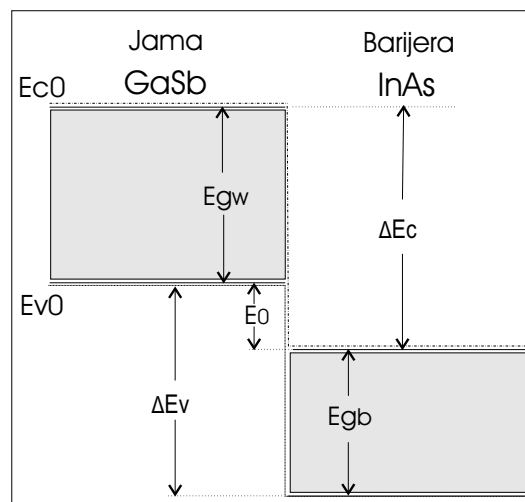 Jama
Barijera
GaSb
InAs
Ec0
Egw
ΔEc
Ev0
E0
ΔEv
Egb